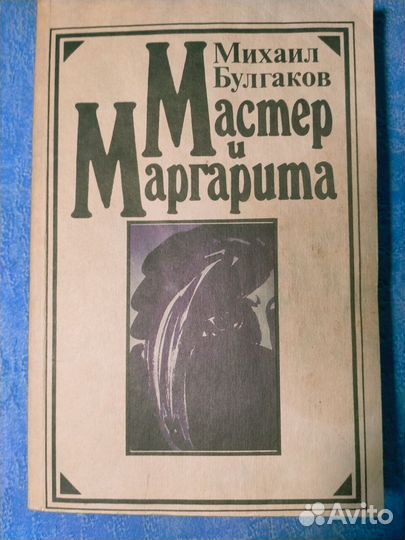 Михаил
Булгаков
Мастер
и
Маргарита
Avito